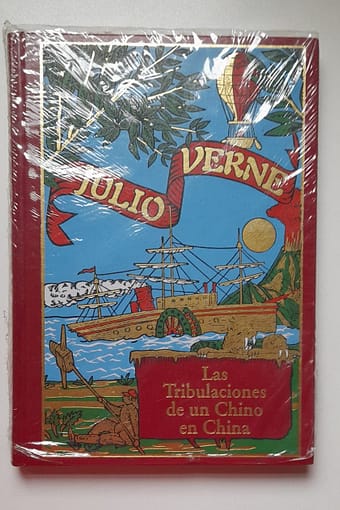 JULIO
VERNE
Las
Tribulaciones
de un Chino
en China